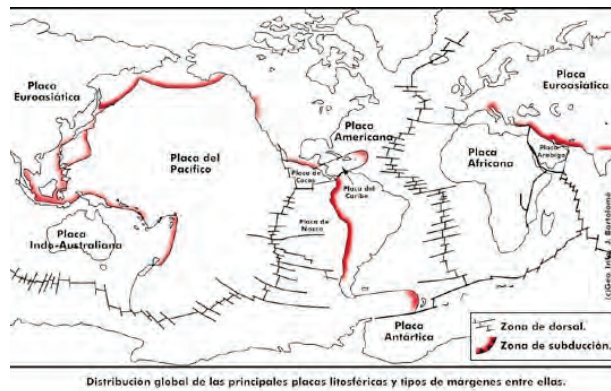 Placa
Euroasiática
Placa
Euroasiatica
Placa
Americana
Placa del
Pacífico
Placa
Africana
Placa
Arabiga
Placa de
Cocos
Placa del
Caribe
Placa
Indo-Australiana
Placa de
Nazca
Placa
Antártica
Zona de dorsal.
Zona de subducción.
Distribución global de las principales placas litosféricas y tipos de márgenes entre ellas.